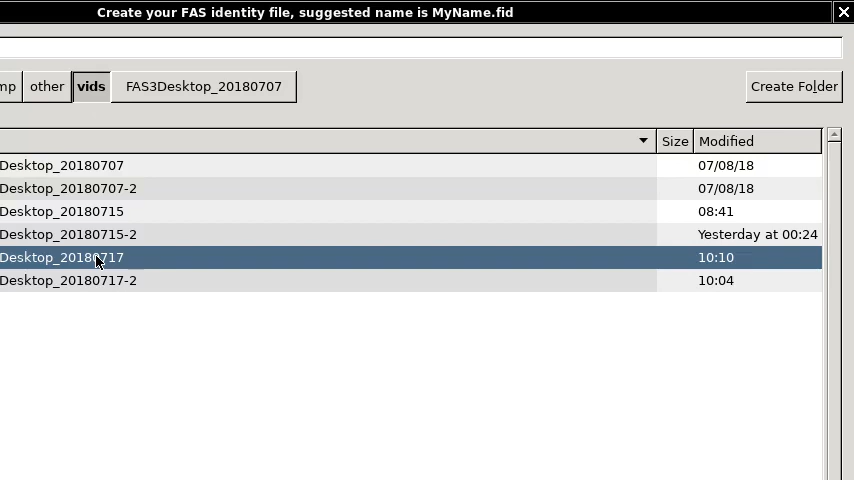 Create your FAS identity file, suggested name is MyName.fid
mp other vids FAS3Desktop_20180707 Create Folder
Size Modified
Desktop_20180707 07/08/18
Desktop_20180707-2 07/08/18
Desktop_20180715 08:41
Desktop_20180715-2 Yesterday at 00:24
Desktop_20180717 10:10
Desktop_20180717-2 10:04